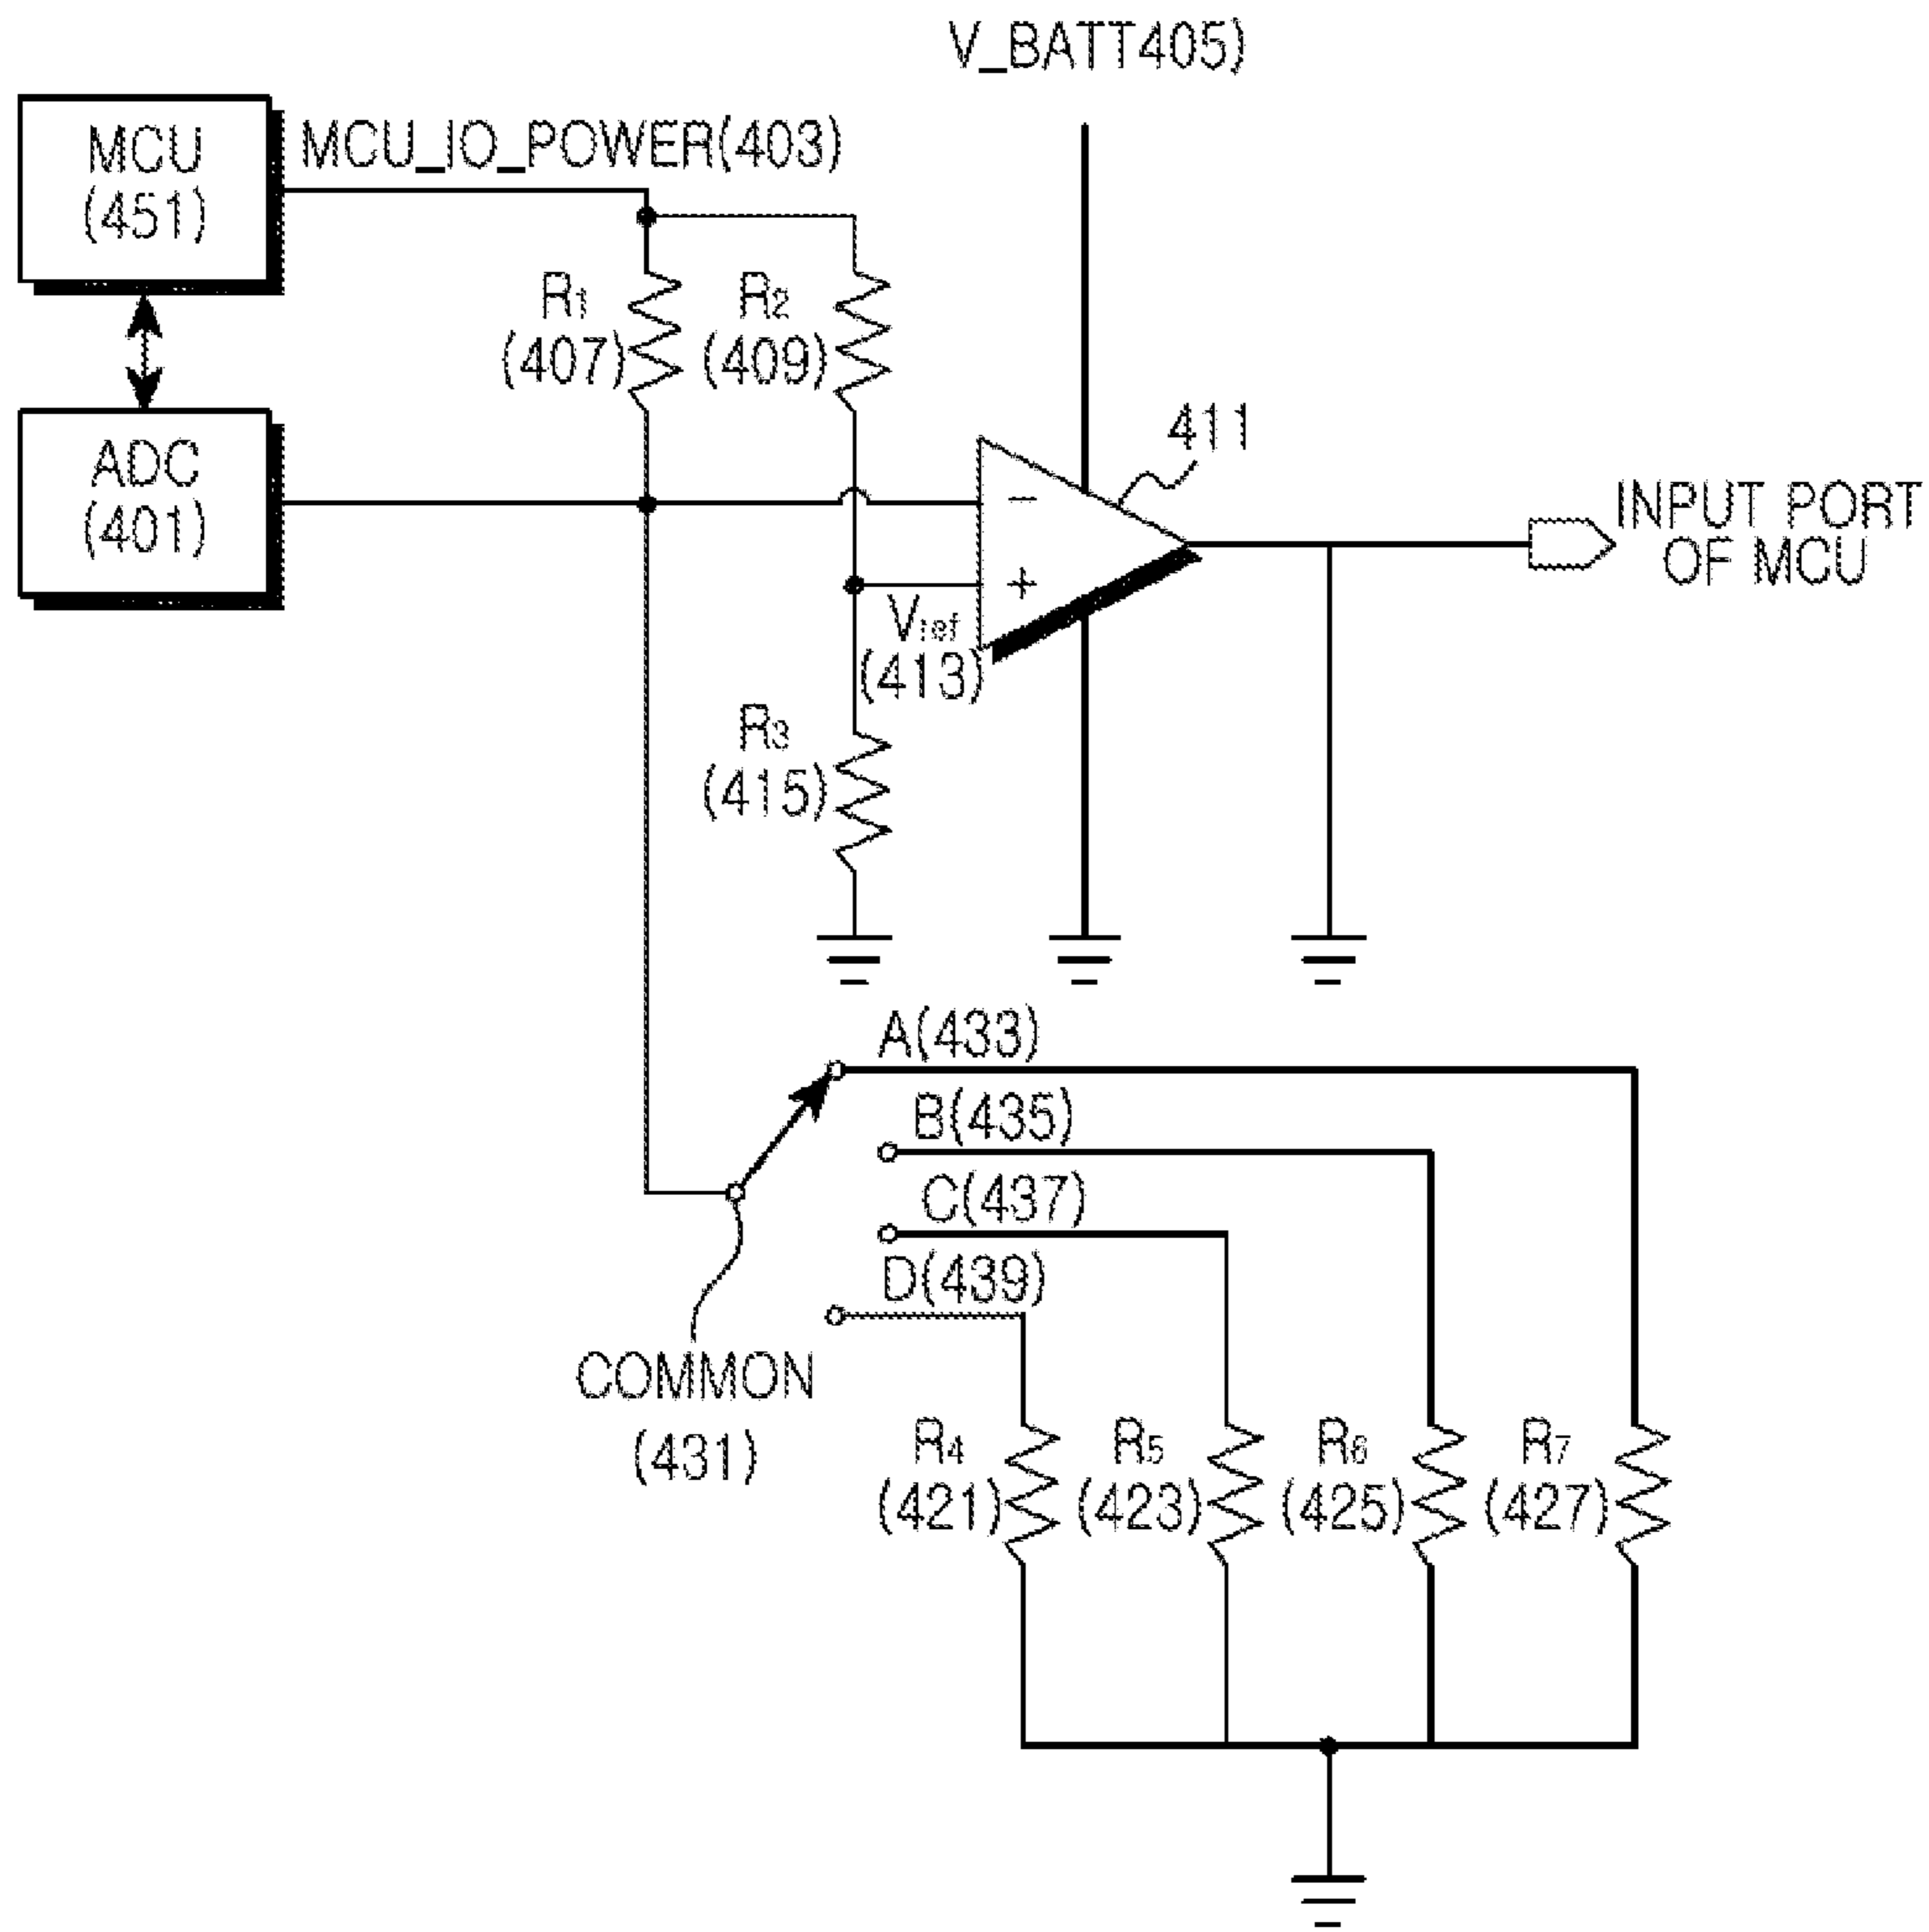 V_BATT405)
MCU
(451)
MCU_IO_POWER(403)
R1
(407)
R2
(409)
411
ADC
(401)
−
+
Vref
(413)
INPUT PORT
OF MCU
R3
(415)
A(433)
B(435)
C(437)
D(439)
COMMON
(431)
R4
(421)
R5
(423)
R6
(425)
R7
(427)